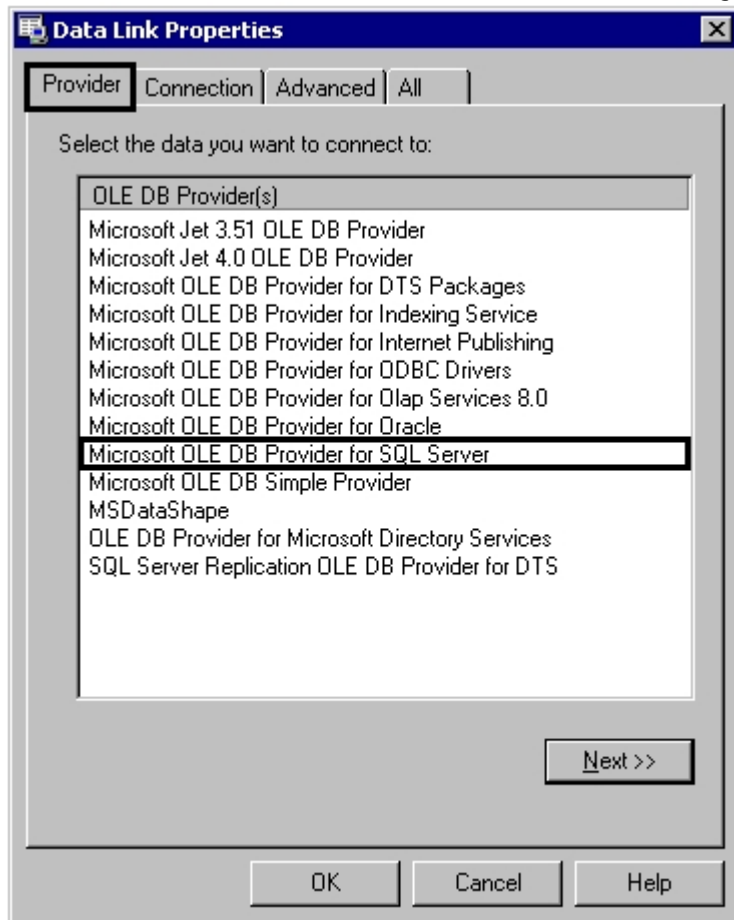 Data Link Properties
Provider Connection Advanced All
Select the data you want to connect to:
OLE DB Provider(s)
Microsoft Jet 3.51 OLE DB Provider
Microsoft Jet 4.0 OLE DB Provider
Microsoft OLE DB Provider for DTS Packages
Microsoft OLE DB Provider for Indexing Service
Microsoft OLE DB Provider for Internet Publishing
Microsoft OLE DB Provider for ODBC Drivers
Microsoft OLE DB Provider for Olap Services 8.0
Microsoft OLE DB Provider for Oracle
Microsoft OLE DB Provider for SQL Server
Microsoft OLE DB Simple Provider
MSDataShape
OLE DB Provider for Microsoft Directory Services
SQL Server Replication OLE DB Provider for DTS
Next >>
OK Cancel Help